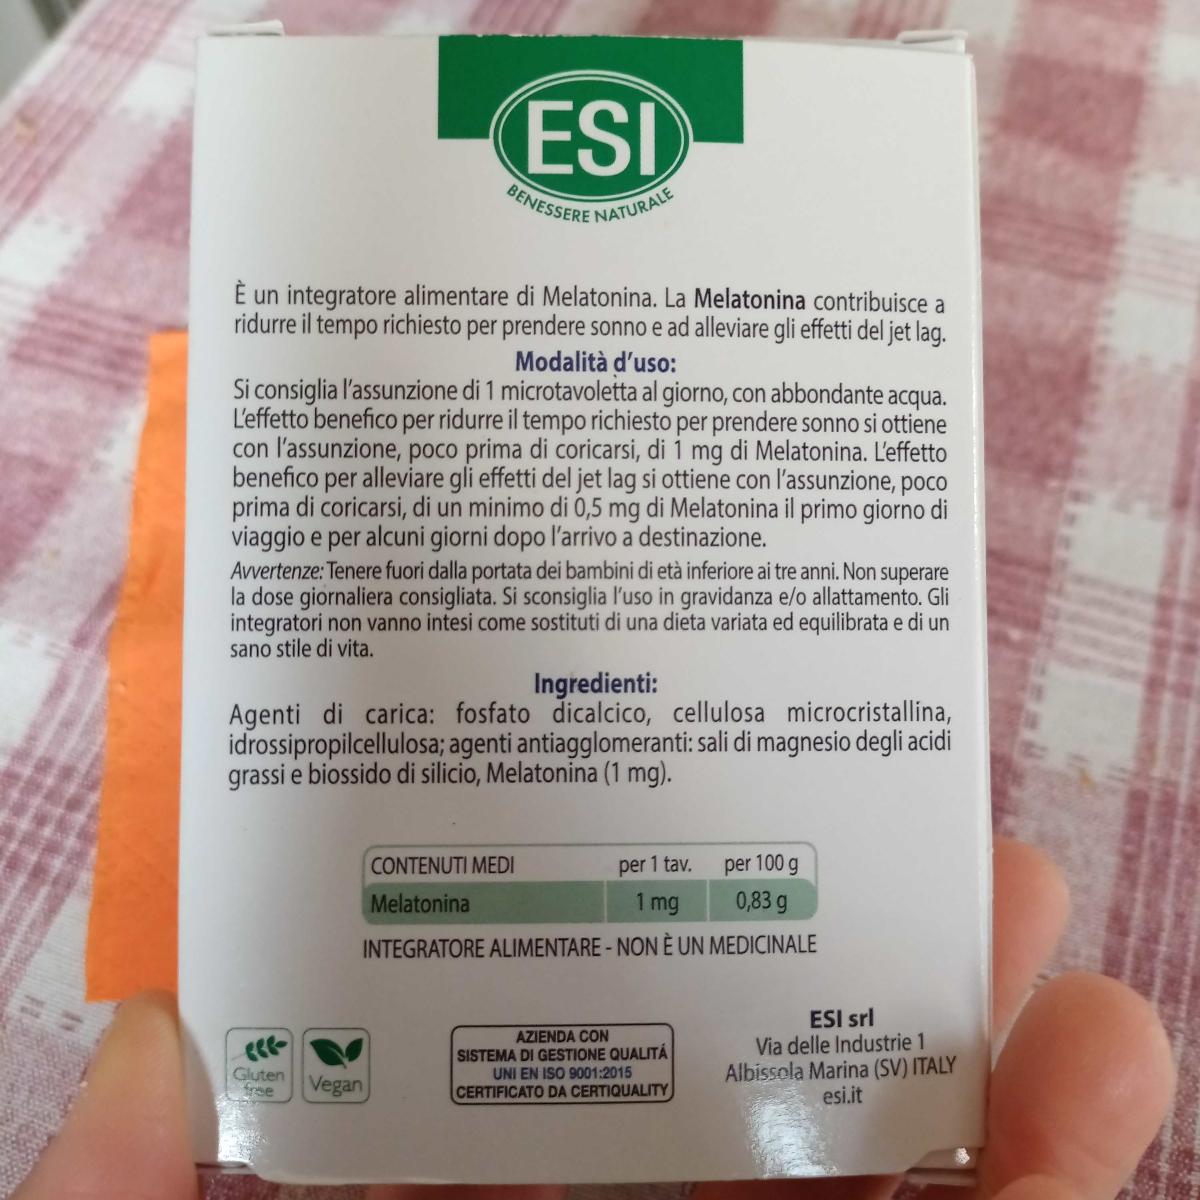 ESI
BENESSERE NATURALE
È un integratore alimentare di Melatonina. La Melatonina contribuisce a
ridurre il tempo richiesto per prendere sonno e ad alleviare gli effetti del jet lag.
Modalità d'uso:
Si consiglia l'assunzione di 1 microtavoletta al giorno, con abbondante acqua.
L'effetto benefico per ridurre il tempo richiesto per prendere sonno si ottiene
con l'assunzione, poco prima di coricarsi, di 1 mg di Melatonina. L'effetto
benefico per alleviare gli effetti del jet lag si ottiene con l'assunzione, poco
prima di coricarsi, di un minimo di 0,5 mg di Melatonina il primo giorno di
viaggio e per alcuni giorni dopo l'arrivo a destinazione.
Avvertenze: Tenere fuori dalla portata dei bambini di età inferiore ai tre anni. Non superare
la dose giornaliera consigliata. Si sconsiglia l'uso in gravidanza e/o allattamento. Gli
integratori non vanno intesi come sostituti di una dieta variata ed equilibrata e di un
sano stile di vita.
Ingredienti:
Agenti di carica: fosfato dicalcico, cellulosa microcristallina,
idrossipropilcellulosa; agenti antiagglomeranti: sali di magnesio degli acidi
grassi e biossido di silicio, Melatonina (1 mg).
CONTENUTI MEDI per 1 tav. per 100 g
Melatonina 1 mg 0,83 g
INTEGRATORE ALIMENTARE - NON È UN MEDICINALE
Gluten
free
Vegan
AZIENDA CON
SISTEMA DI GESTIONE QUALITÁ
UNI EN ISO 9001:2015
CERTIFICATO DA CERTIQUALITY
ESI srl
Via delle Industrie 1
Albissola Marina (SV) ITALY
esi.it